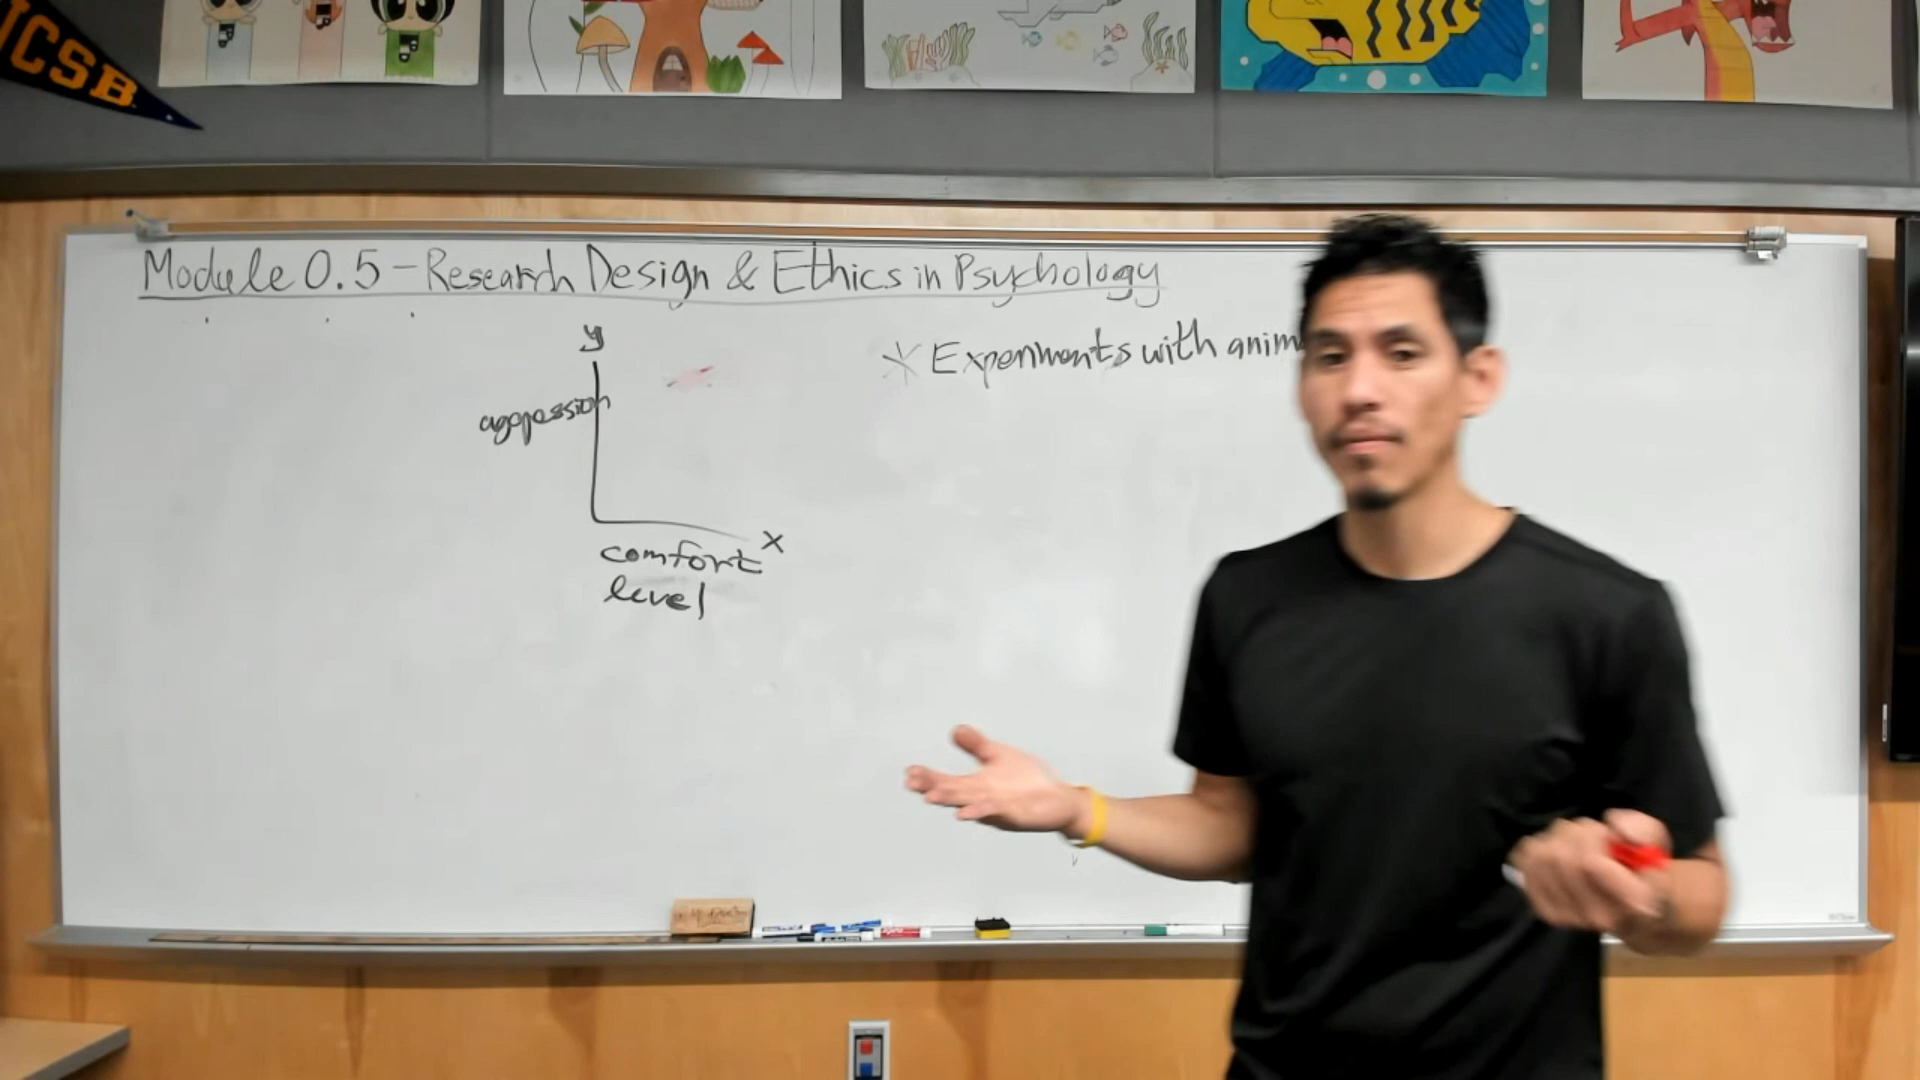 UCSB
Module 0.5 - Research Design & Ethics in Psychology
y
aggression
x
comfort
level
* Experiments with anim